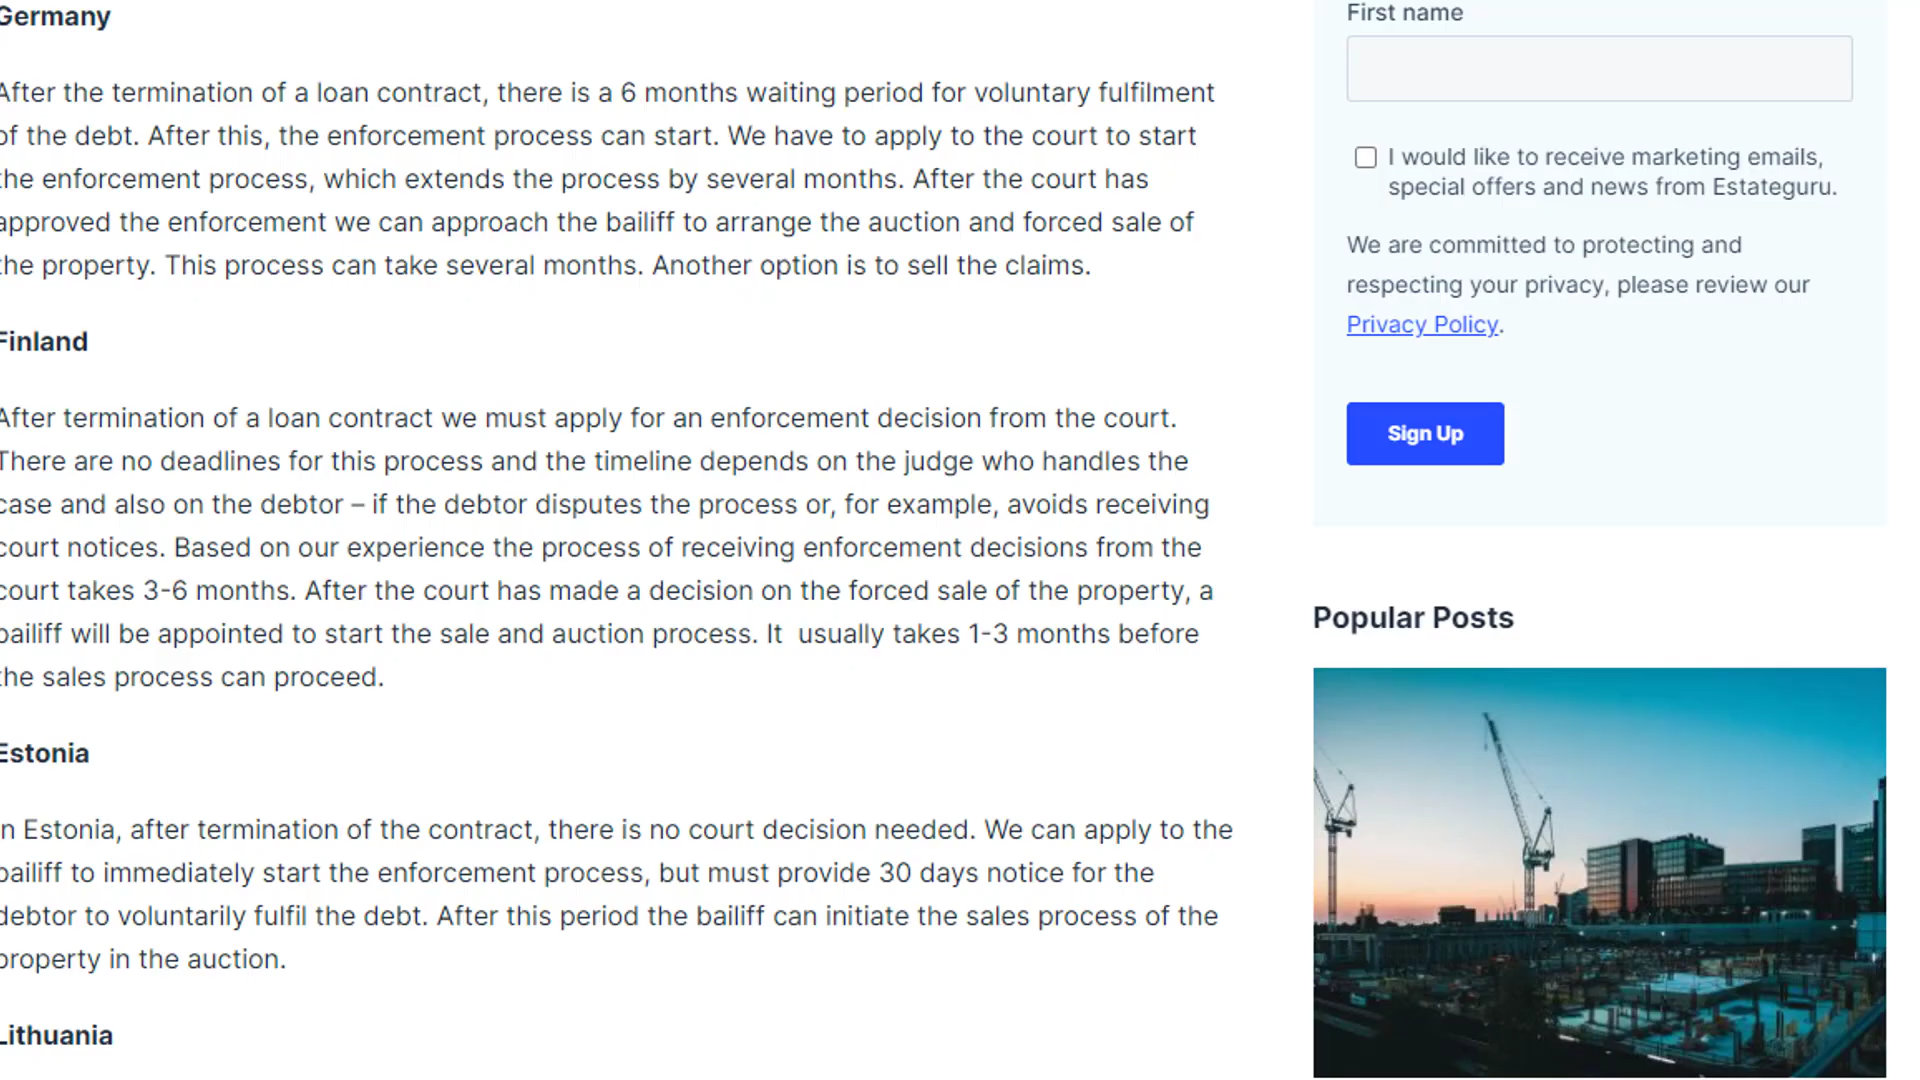 Germany
After the termination of a loan contract, there is a 6 months waiting period for voluntary fulfilment
of the debt. After this, the enforcement process can start. We have to apply to the court to start
the enforcement process, which extends the process by several months. After the court has
approved the enforcement we can approach the bailiff to arrange the auction and forced sale of
the property. This process can take several months. Another option is to sell the claims.
Finland
After termination of a loan contract we must apply for an enforcement decision from the court.
There are no deadlines for this process and the timeline depends on the judge who handles the
case and also on the debtor – if the debtor disputes the process or, for example, avoids receiving
court notices. Based on our experience the process of receiving enforcement decisions from the
court takes 3-6 months. After the court has made a decision on the forced sale of the property, a
bailiff will be appointed to start the sale and auction process. It  usually takes 1-3 months before
the sales process can proceed.
Estonia
In Estonia, after termination of the contract, there is no court decision needed. We can apply to the
bailiff to immediately start the enforcement process, but must provide 30 days notice for the
debtor to voluntarily fulfil the debt. After this period the bailiff can initiate the sales process of the
property in the auction.
Lithuania
First name
I would like to receive marketing emails,
special offers and news from Estateguru.
We are committed to protecting and
respecting your privacy, please review our
Privacy Policy.
Sign Up
Popular Posts